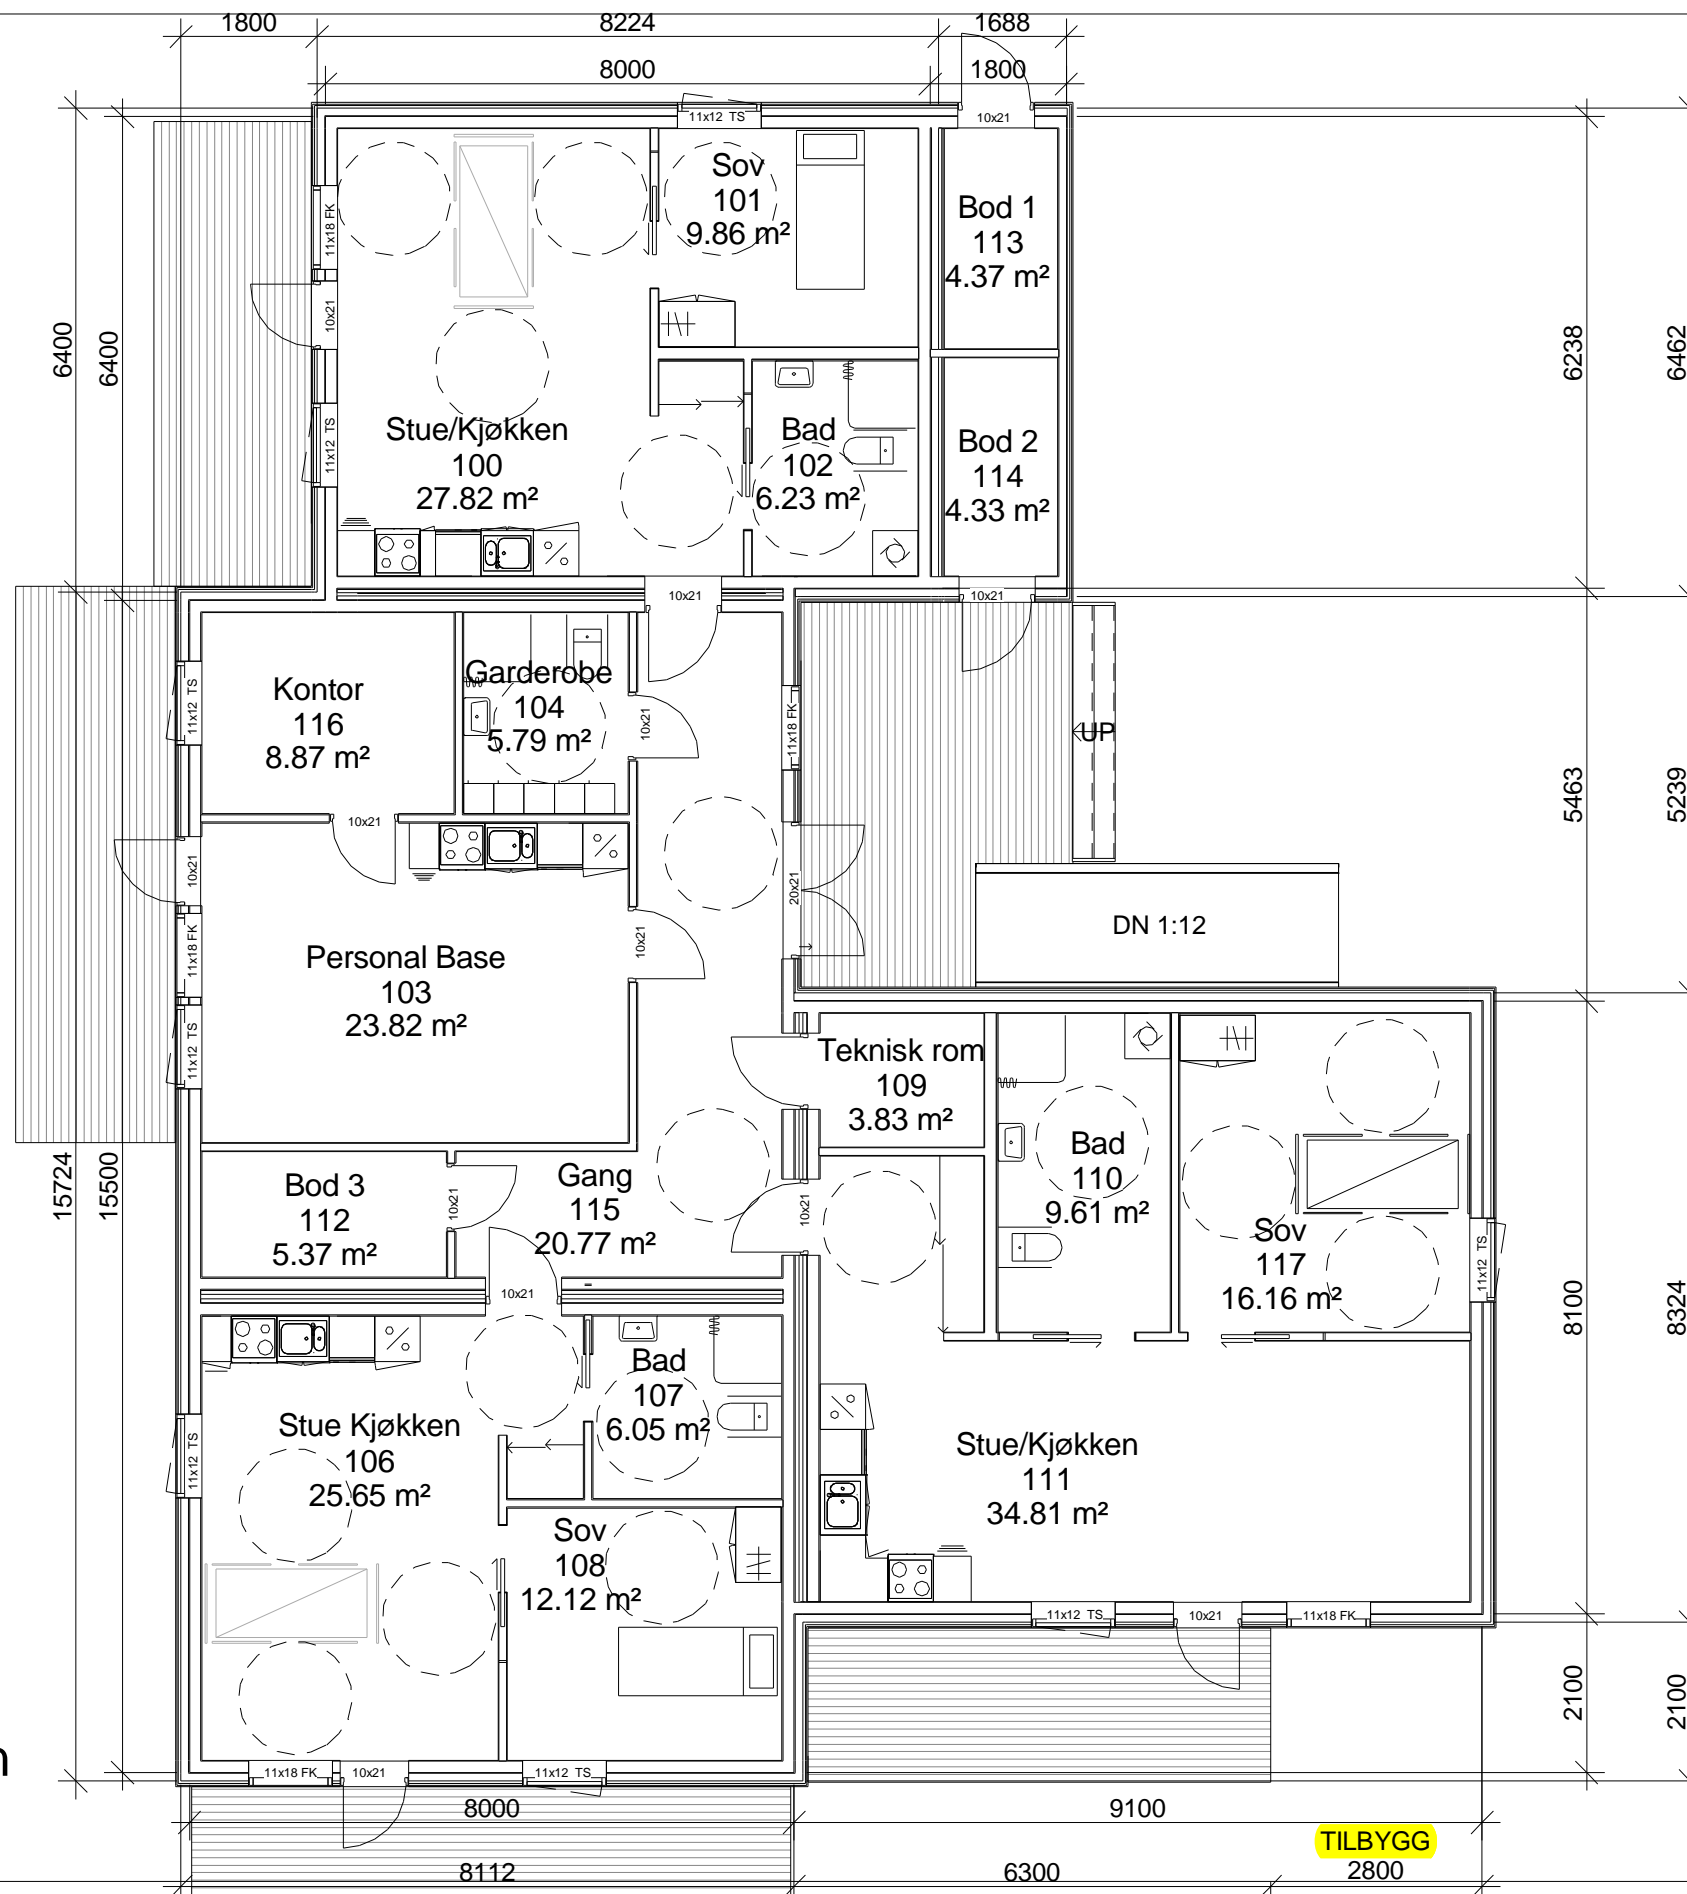 1800
8224
1688
8000
1800
11x12 TS
10x21
Sov
101
9.86 m²
Bod 1
113
4.37 m²
11x18 FK
10x21
6400
6400
6238
6462
11x12 TS
Stue/Kjøkken
100
27.82 m²
Bad
102
6.23 m²
Bod 2
114
4.33 m²
10x21
10x21
Kontor
116
8.87 m²
Garderobe
104
5.79 m²
11x12 TS
10x21
11x18 FK
UP
5463
5239
10x21
10x21
20x21
DN 1:12
11x18 FK
Personal Base
103
23.82 m²
10x21
11x12 TS
Teknisk rom
109
3.83 m²
Bad
110
9.61 m²
15724
15500
Bod 3
112
5.37 m²
10x21
Gang
115
20.77 m²
10x21
Sov
117
16.16 m²
11x12 TS
8100
8324
10x21
Bad
107
6.05 m²
Stue Kjøkken
106
25.65 m²
11x12 TS
Stue/Kjøkken
111
34.81 m²
Sov
108
12.12 m²
11x12 TS
10x21
11x18 FK
2100
2100
n
11x18 FK
10x21
11x12 TS
8000
9100
TILBYGG
8112
6300
2800